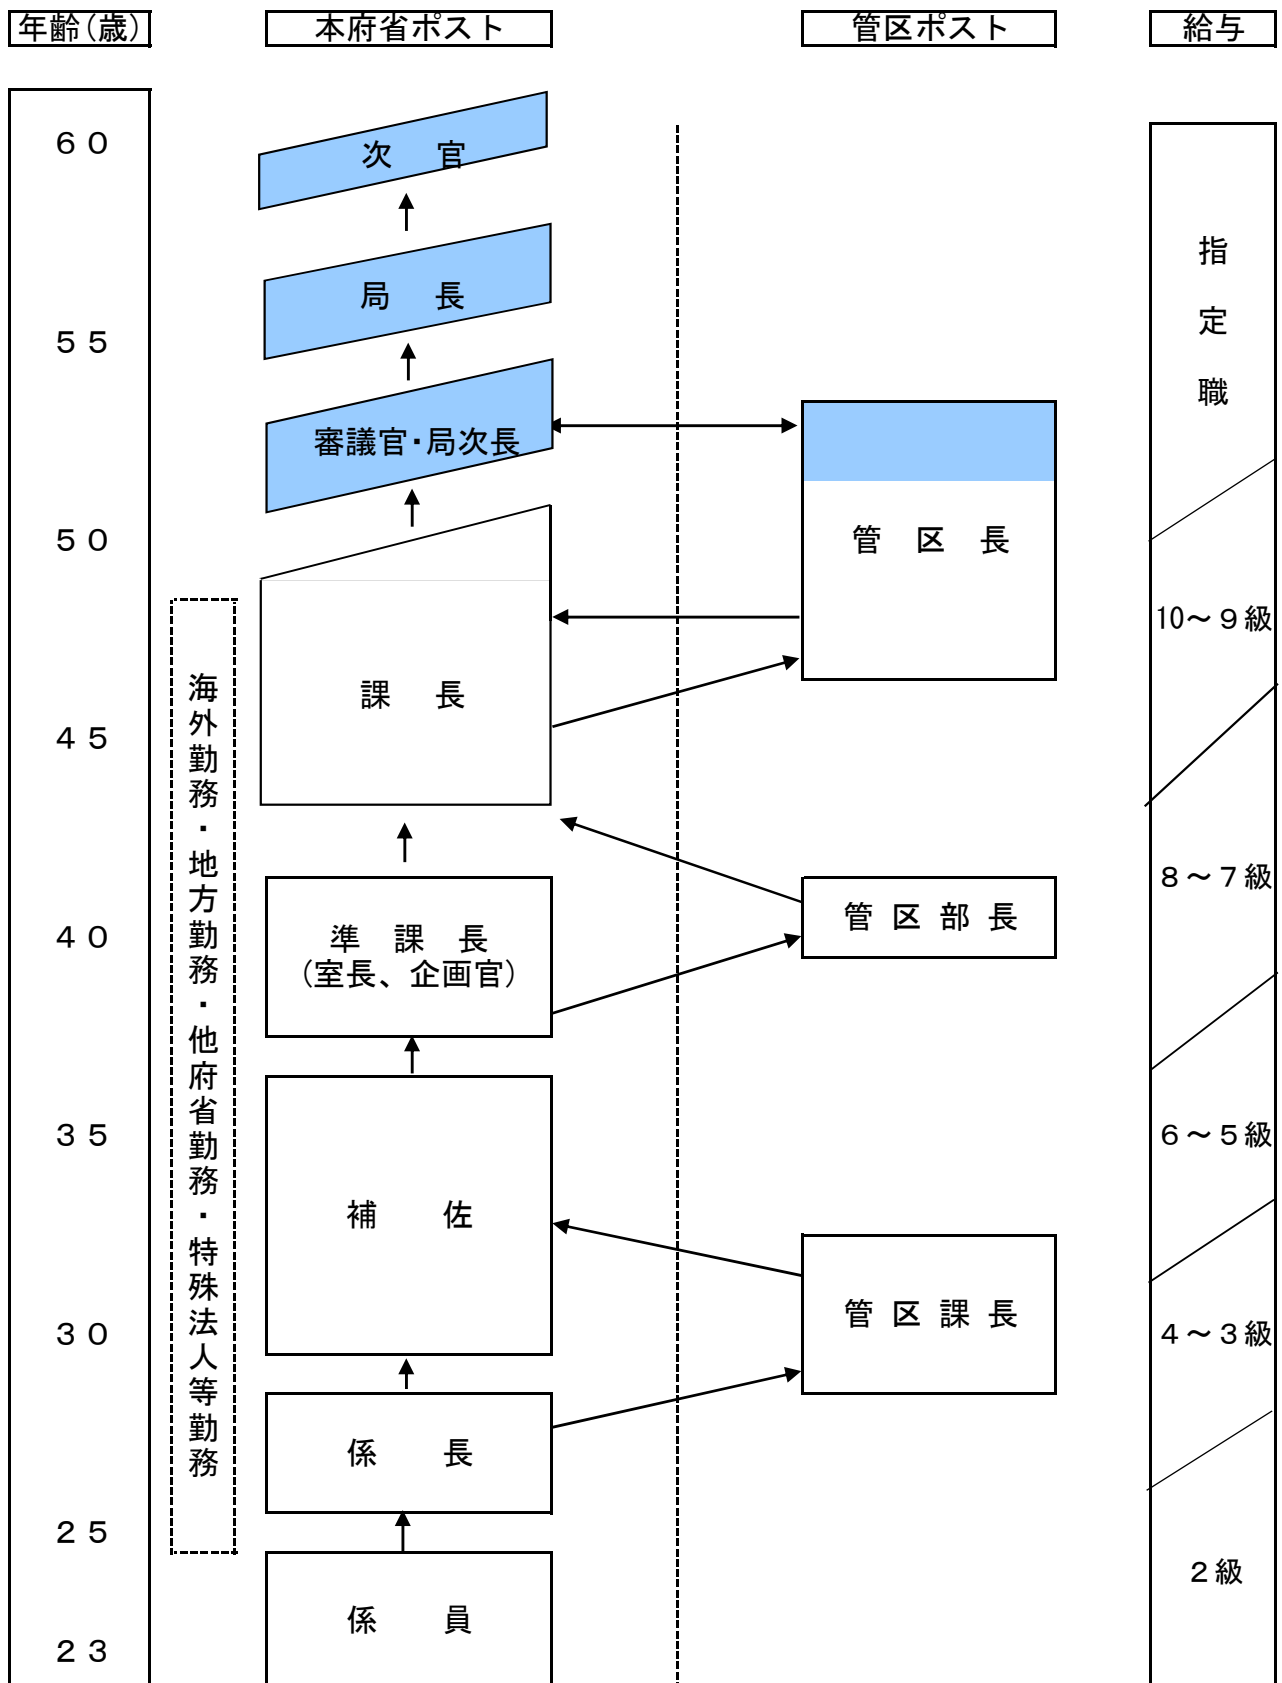 年齢(歳)
本府省ポスト
管区ポスト
給与
６０
５５
５０
４５
４０
３５
３０
２５
２３
海外勤務・地方勤務・他府省勤務・特殊法人等勤務
次　官
局　長
審議官・局次長
課　長
準　課　長
(室長、企画官)
補　佐
係　長
係　員
管　区　長
管 区 部 長
管 区 課 長
指定職
10～９級
８～７級
６～５級
４～３級
２級